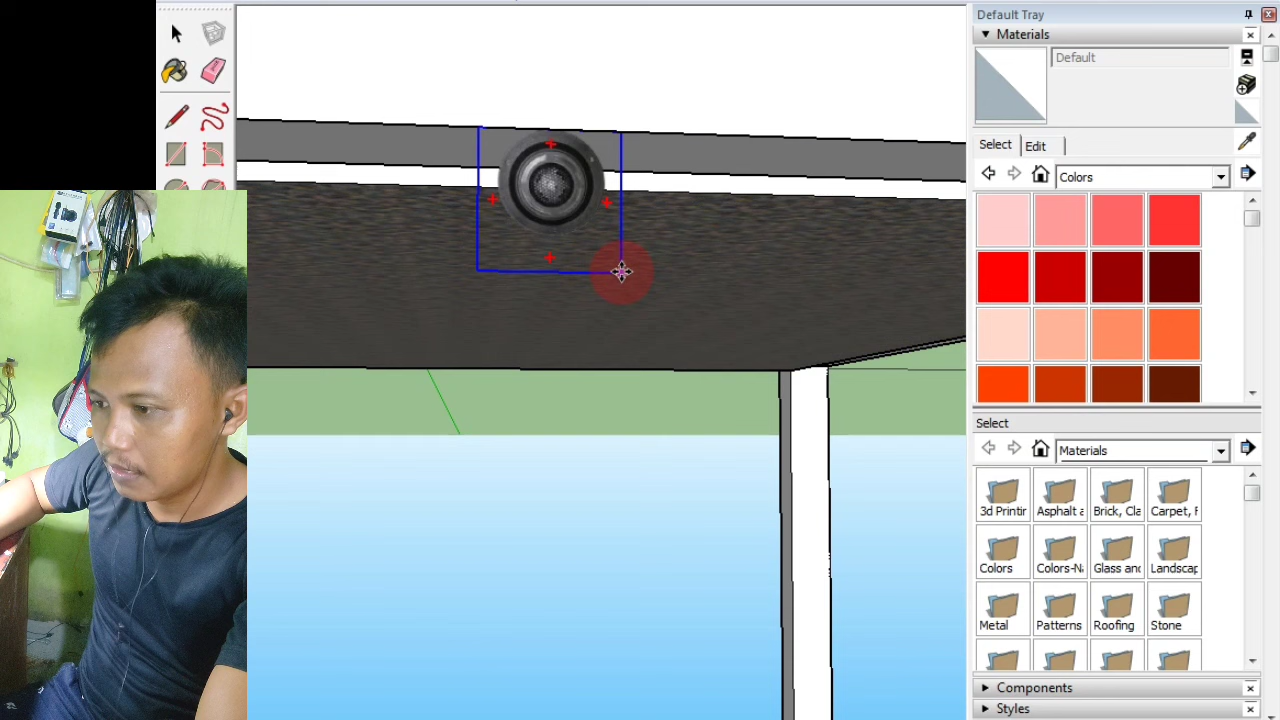 Default Tray
Materials
Default
Select
Edit
Colors
Select
Materials
3d Printir
Asphalt a
Brick, Cla
Carpet, F
Colors
Colors-Na
Glass and
Landscap
Metal
Patterns
Roofing
Stone
Components
Styles